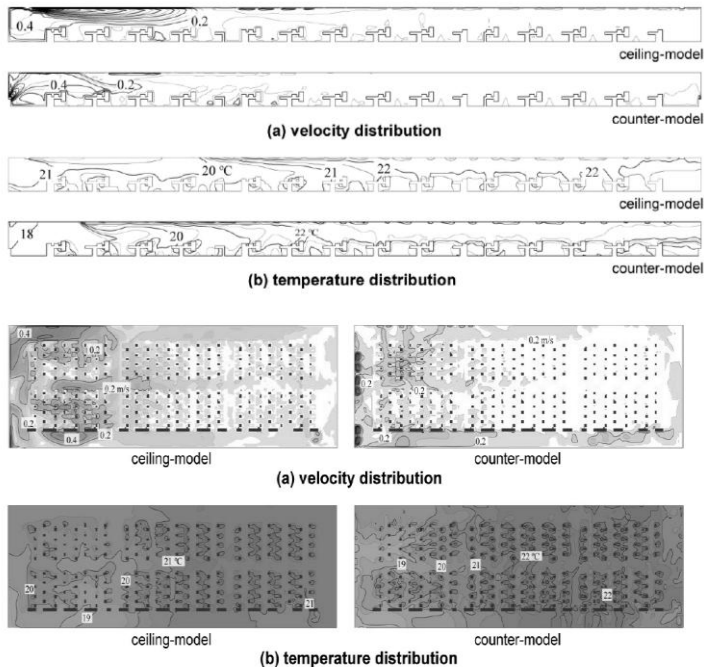 0.4 0.2
ceiling-model
0.4 0.2
counter-model
(a) velocity distribution
21 20 ℃ 21 22 22
ceiling-model
18 20 22 ℃
counter-model
(b) temperature distribution
0.4 0.2 0.2 m/s 0.2 0.4 0.2
0.2 m/s 0.2 0.2 0.2 0.2
ceiling-model counter-model
(a) velocity distribution
20 20 21 ℃ 19 21
19 20 21 22 ℃ 22
ceiling-model counter-model
(b) temperature distribution